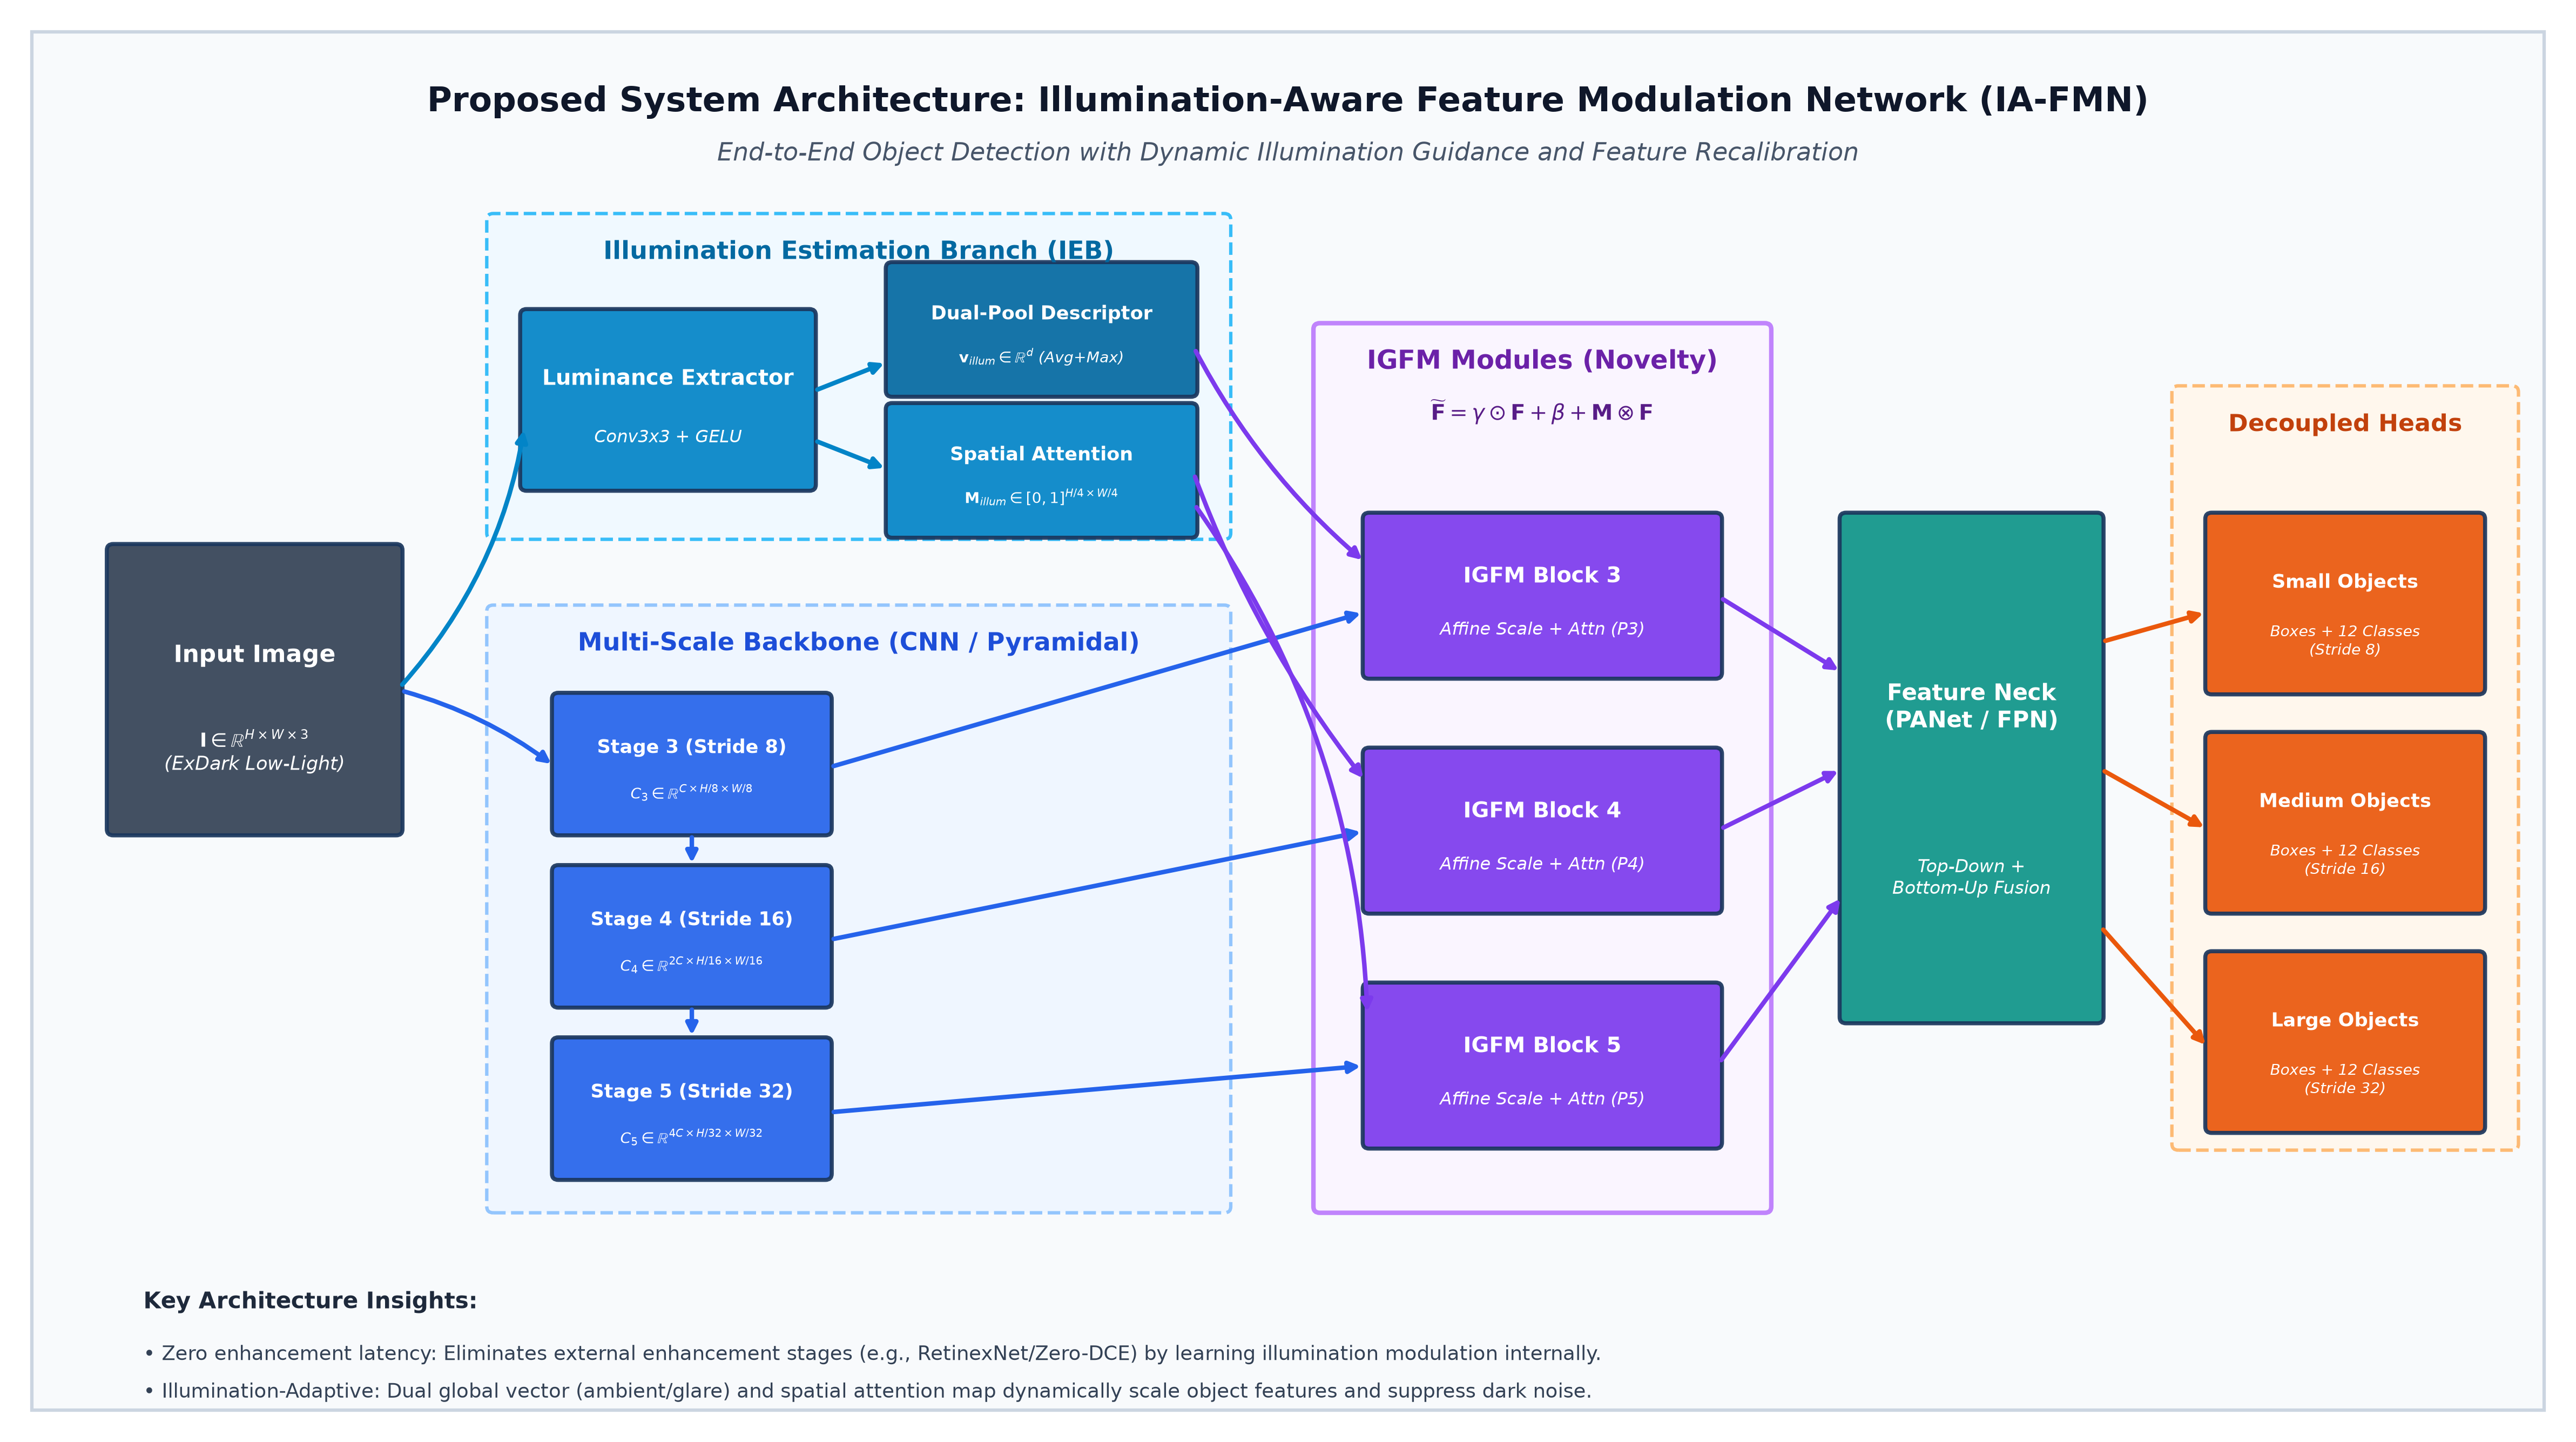 Proposed System Architecture: Illumination-Aware Feature Modulation Network (IA-FMN)
End-to-End Object Detection with Dynamic Illumination Guidance and Feature Recalibration
Illumination Estimation Branch (IEB)
Luminance Extractor
Conv3x3 + GELU
Dual-Pool Descriptor
𝐯_{illum} ∈ ℝ^d (Avg+Max)
Spatial Attention
𝐌_{illum} ∈ [0, 1]^{H/4 × W/4}
Input Image
𝐈 ∈ ℝ^{H × W × 3}
(ExDark Low-Light)
Multi-Scale Backbone (CNN / Pyramidal)
Stage 3 (Stride 8)
C_3 ∈ ℝ^{C × H/8 × W/8}
Stage 4 (Stride 16)
C_4 ∈ ℝ^{2C × H/16 × W/16}
Stage 5 (Stride 32)
C_5 ∈ ℝ^{4C × H/32 × W/32}
IGFM Modules (Novelty)
F̃ = γ ⊙ F + β + M ⊗ F
IGFM Block 3
Affine Scale + Attn (P3)
IGFM Block 4
Affine Scale + Attn (P4)
IGFM Block 5
Affine Scale + Attn (P5)
Feature Neck
(PANet / FPN)
Top-Down +
Bottom-Up Fusion
Decoupled Heads
Small Objects
Boxes + 12 Classes
(Stride 8)
Medium Objects
Boxes + 12 Classes
(Stride 16)
Large Objects
Boxes + 12 Classes
(Stride 32)
Key Architecture Insights:
• Zero enhancement latency: Eliminates external enhancement stages (e.g., RetinexNet/Zero-DCE) by learning illumination modulation internally.
• Illumination-Adaptive: Dual global vector (ambient/glare) and spatial attention map dynamically scale object features and suppress dark noise.